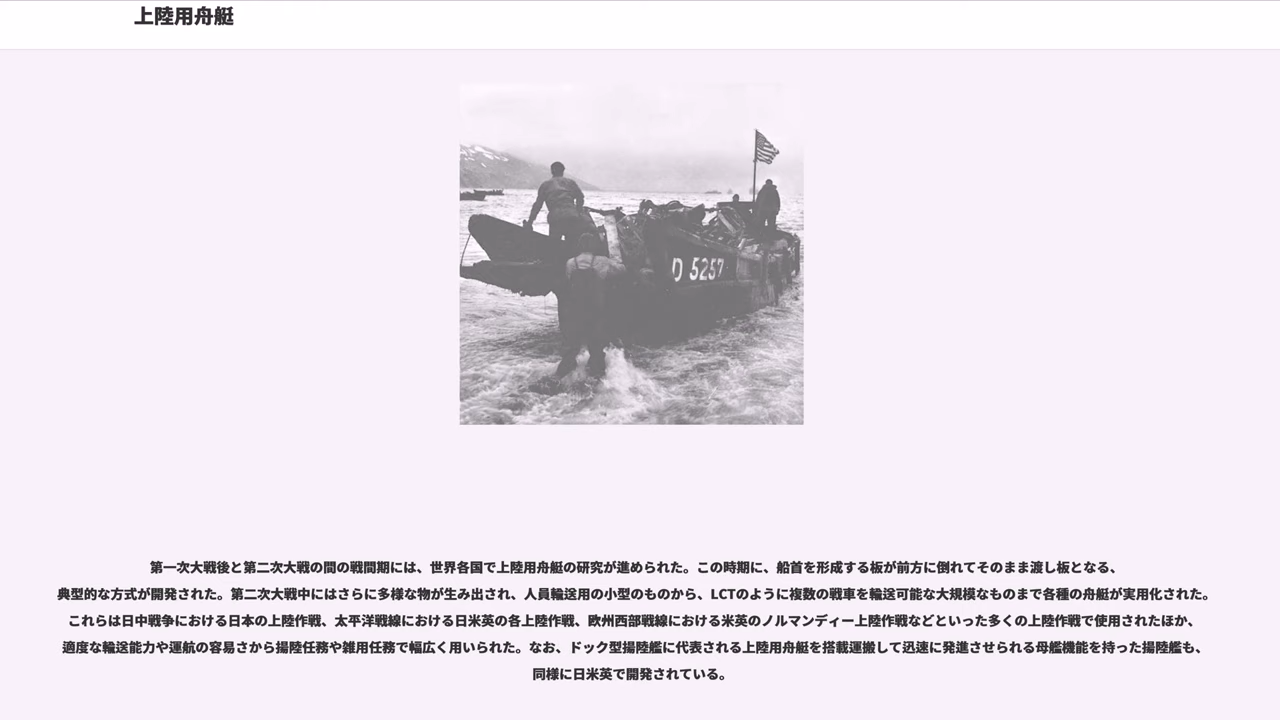 上陸用舟艇
D 5257
第一次大戦後と第二次大戦の間の戦間期には、世界各国で上陸用舟艇の研究が進められた。この時期に、船首を形成する板が前方に倒れてそのまま渡し板となる、
典型的な方式が開発された。第二次大戦中にはさらに多様な物が生み出され、人員輸送用の小型のものから、LCTのように複数の戦車を輸送可能な大規模なものまで各種の舟艇が実用化された。
これらは日中戦争における日本の上陸作戦、太平洋戦線における日米英の各上陸作戦、欧州西部戦線における米英のノルマンディー上陸作戦などといった多くの上陸作戦で使用されたほか、
適度な輸送能力や運航の容易さから揚陸任務や雑用任務で幅広く用いられた。なお、ドック型揚陸艦に代表される上陸用舟艇を搭載運搬して迅速に発進させられる母艦機能を持った揚陸艦も、
同様に日米英で開発されている。